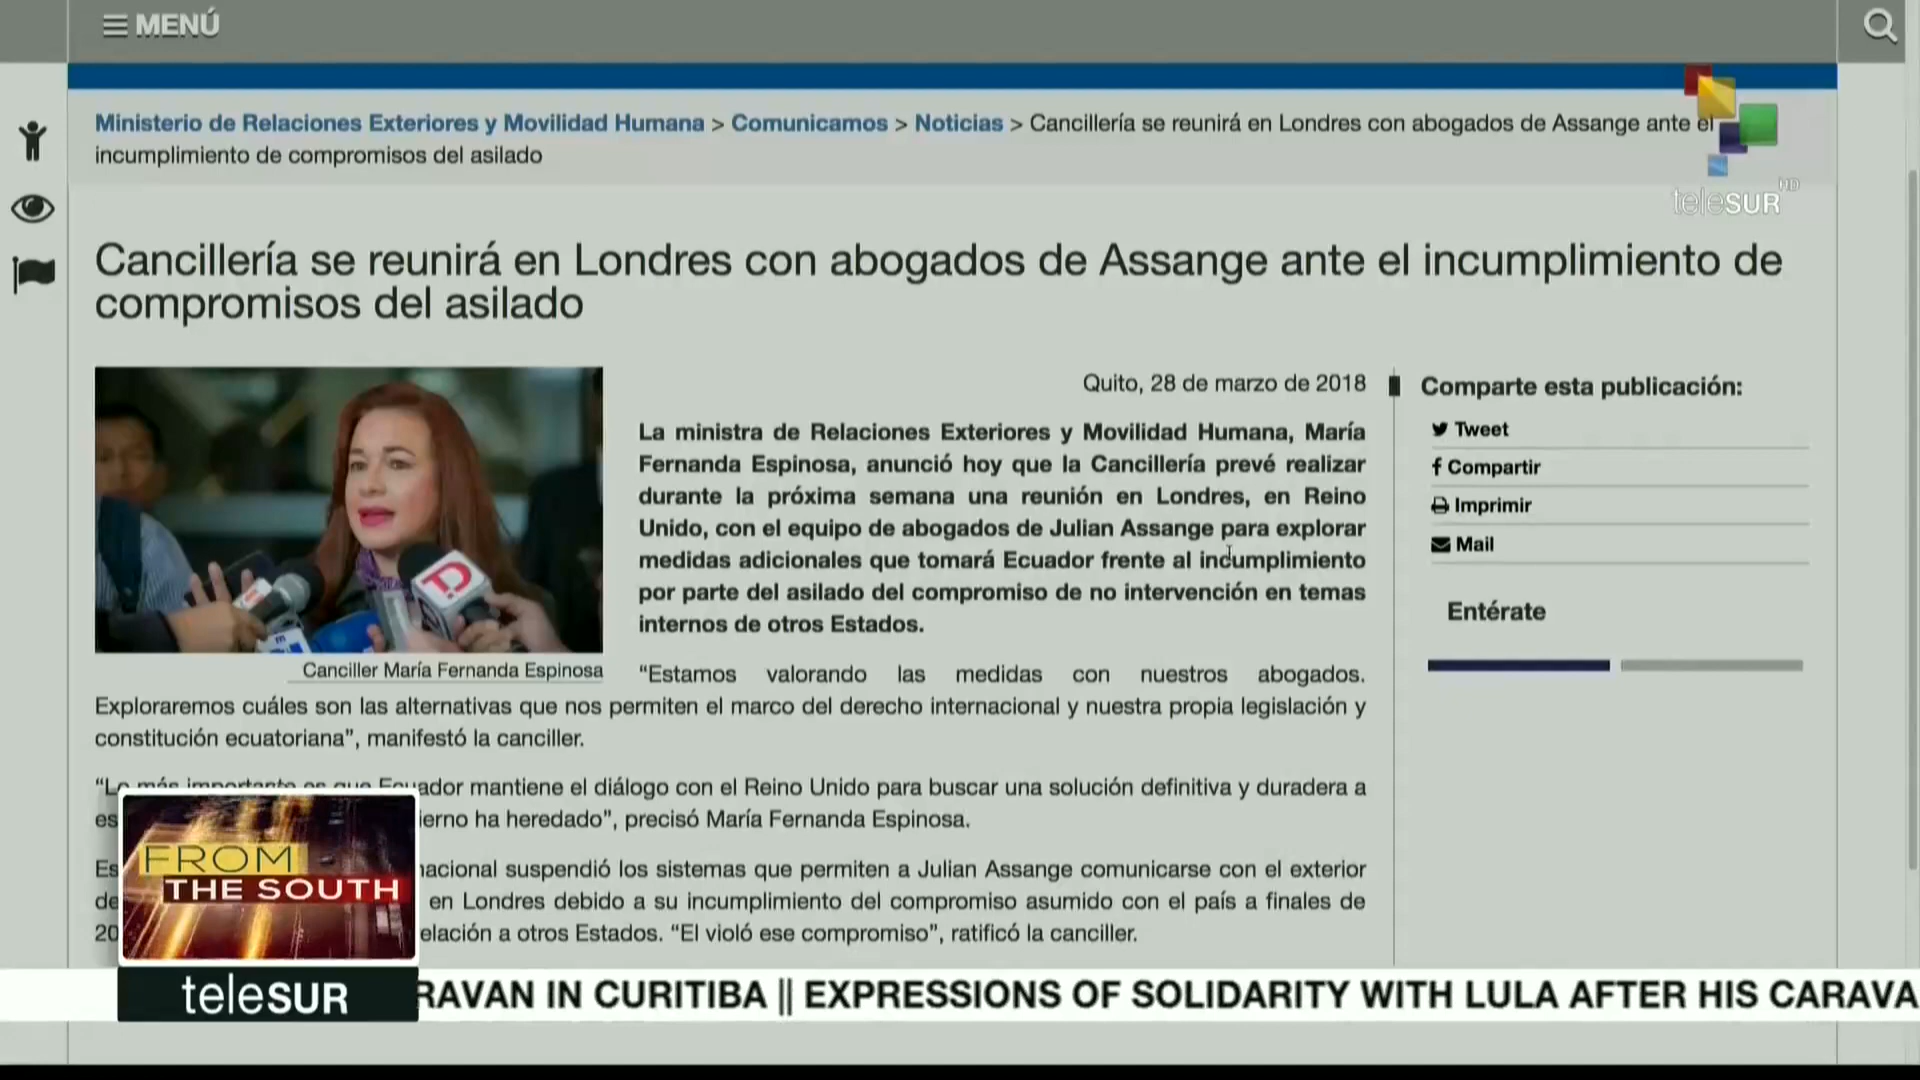 MENÚ
Ministerio de Relaciones Exteriores y Movilidad Humana > Comunicamos > Noticias > Cancillería se reunirá en Londres con abogados de Assange ante el
incumplimiento de compromisos del asilado
teleSUR HD
Cancillería se reunirá en Londres con abogados de Assange ante el incumplimiento de
compromisos del asilado
Quito, 28 de marzo de 2018
La ministra de Relaciones Exteriores y Movilidad Humana, María
Fernanda Espinosa, anunció hoy que la Cancillería prevé realizar
durante la próxima semana una reunión en Londres, en Reino
Unido, con el equipo de abogados de Julian Assange para explorar
medidas adicionales que tomará Ecuador frente al incumplimiento
por parte del asilado del compromiso de no intervención en temas
internos de otros Estados.
Canciller María Fernanda Espinosa
“Estamos valorando las medidas con nuestros abogados.
Exploraremos cuáles son las alternativas que nos permiten el marco del derecho internacional y nuestra propia legislación y
constitución ecuatoriana”, manifestó la canciller.
“Lo más importante es que Ecuador mantiene el diálogo con el Reino Unido para buscar una solución definitiva y duradera a
es ierno ha heredado”, precisó María Fernanda Espinosa.
Es nacional suspendió los sistemas que permiten a Julian Assange comunicarse con el exterior
de en Londres debido a su incumplimiento del compromiso asumido con el país a finales de
20 elación a otros Estados. “El violó ese compromiso”, ratificó la canciller.
Comparte esta publicación:
Tweet
Compartir
Imprimir
Mail
Entérate
FROM
THE SOUTH
teleSUR
RAVAN IN CURITIBA || EXPRESSIONS OF SOLIDARITY WITH LULA AFTER HIS CARAVA